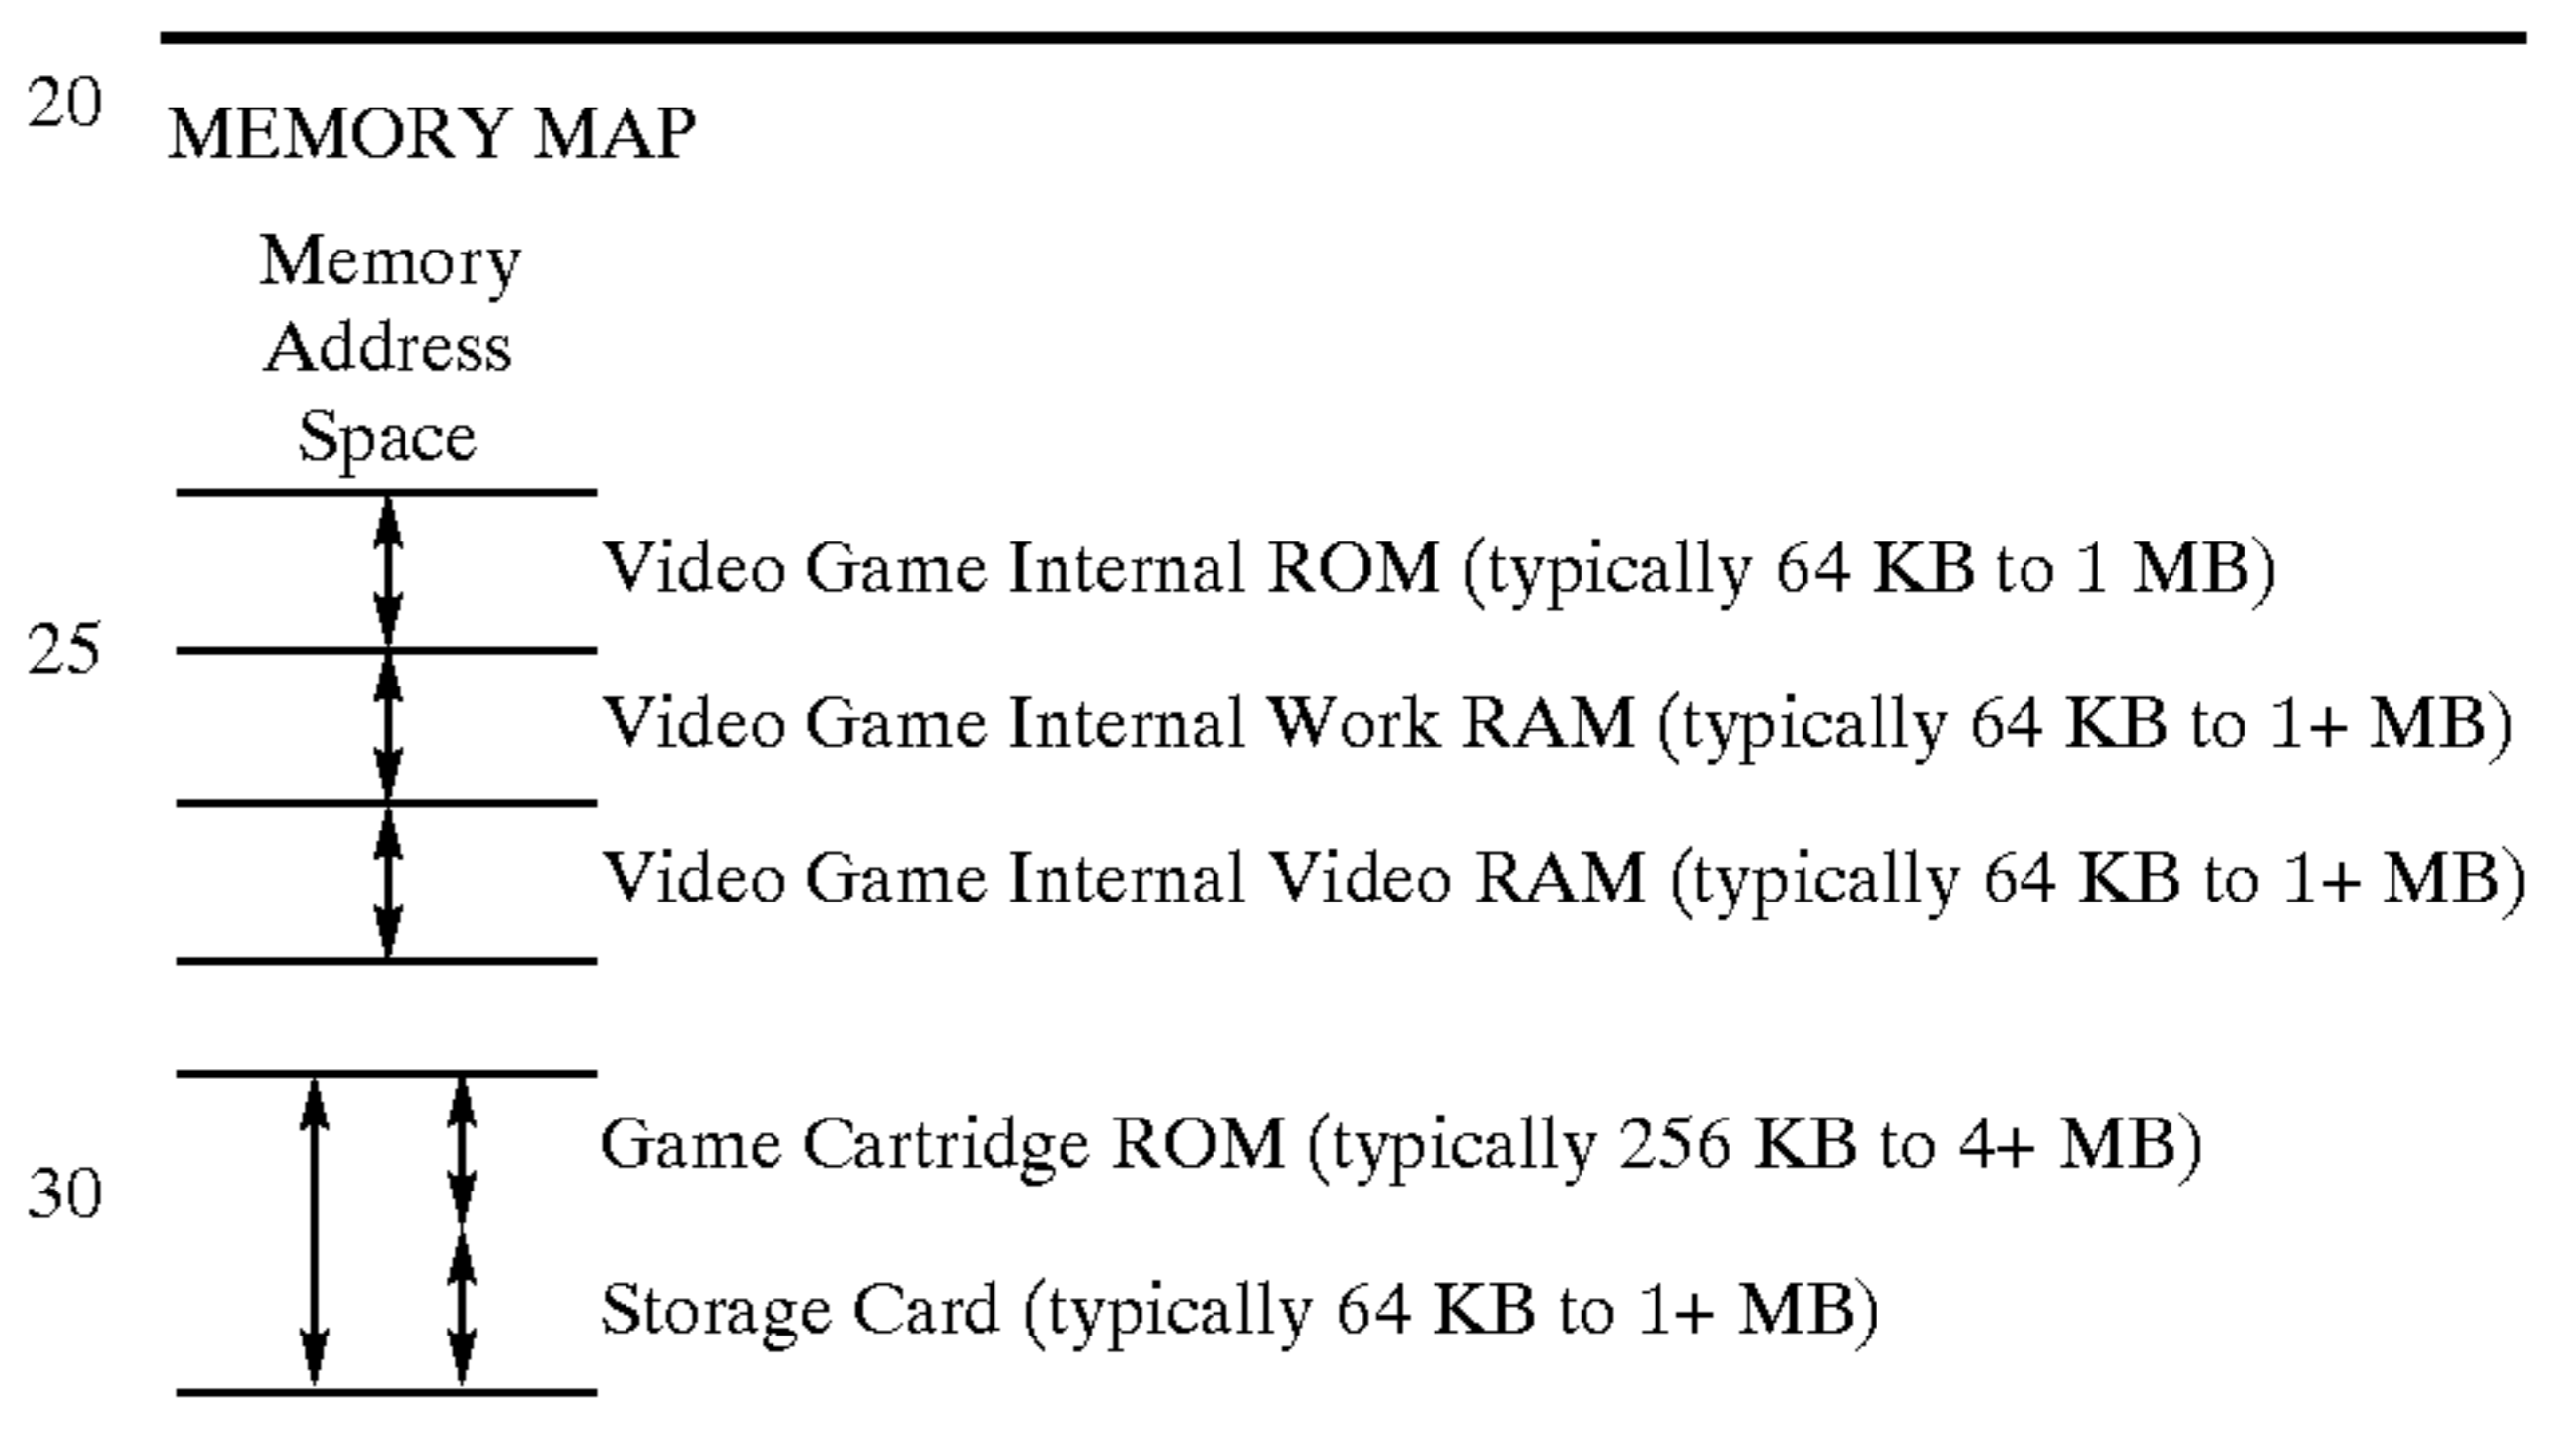 20
MEMORY MAP
Memory
Address
Space
Video Game Internal ROM (typically 64 KB to 1 MB)
25
Video Game Internal Work RAM (typically 64 KB to 1+ MB)
Video Game Internal Video RAM (typically 64 KB to 1+ MB)
Game Cartridge ROM (typically 256 KB to 4+ MB)
30
Storage Card (typically 64 KB to 1+ MB)